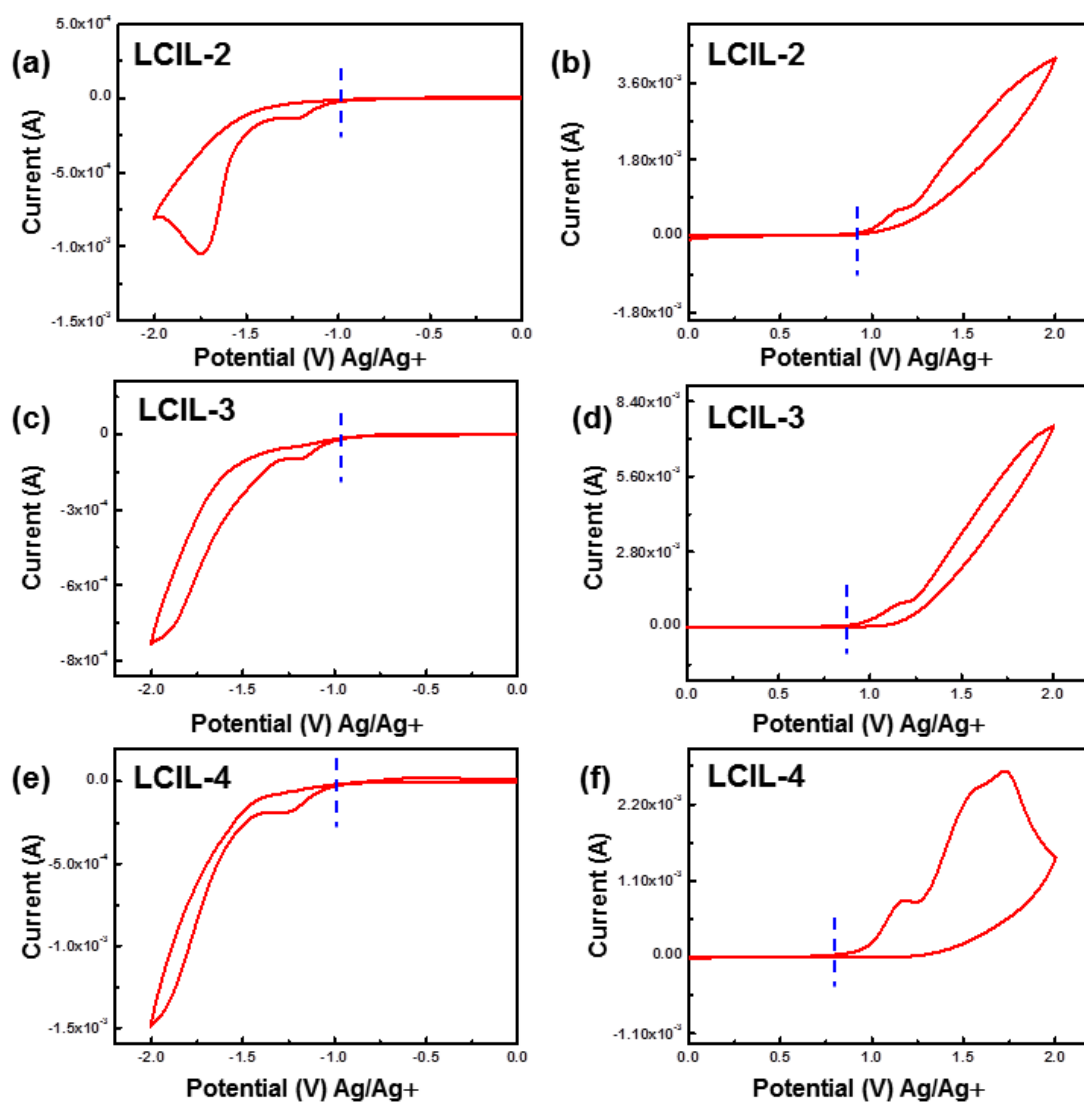 (a)
LCIL-2
5.0x10⁻⁴
0.0
-5.0x10⁻⁴
-1.0x10⁻³
-1.5x10⁻³
Current (A)
-2.0 -1.5 -1.0 -0.5 0.0
Potential (V) Ag/Ag+
(b)
LCIL-2
3.60x10⁻³
1.80x10⁻³
0.00
-1.80x10⁻³
Current (A)
0.0 0.5 1.0 1.5 2.0
Potential (V) Ag/Ag+
(c)
LCIL-3
0
-3x10⁻⁴
-6x10⁻⁴
-8x10⁻⁴
Current (A)
-2.0 -1.5 -1.0 -0.5 0.0
Potential (V) Ag/Ag+
(d)
LCIL-3
8.40x10⁻³
5.60x10⁻³
2.80x10⁻³
0.00
Current (A)
0.0 0.5 1.0 1.5 2.0
Potential (V) Ag/Ag+
(e)
LCIL-4
0.0
-5.0x10⁻⁴
-1.0x10⁻³
-1.5x10⁻³
Current (A)
-2.0 -1.5 -1.0 -0.5 0.0
Potential (V) Ag/Ag+
(f)
LCIL-4
2.20x10⁻³
1.10x10⁻³
0.00
-1.10x10⁻³
Current (A)
0.0 0.5 1.0 1.5 2.0
Potential (V) Ag/Ag+